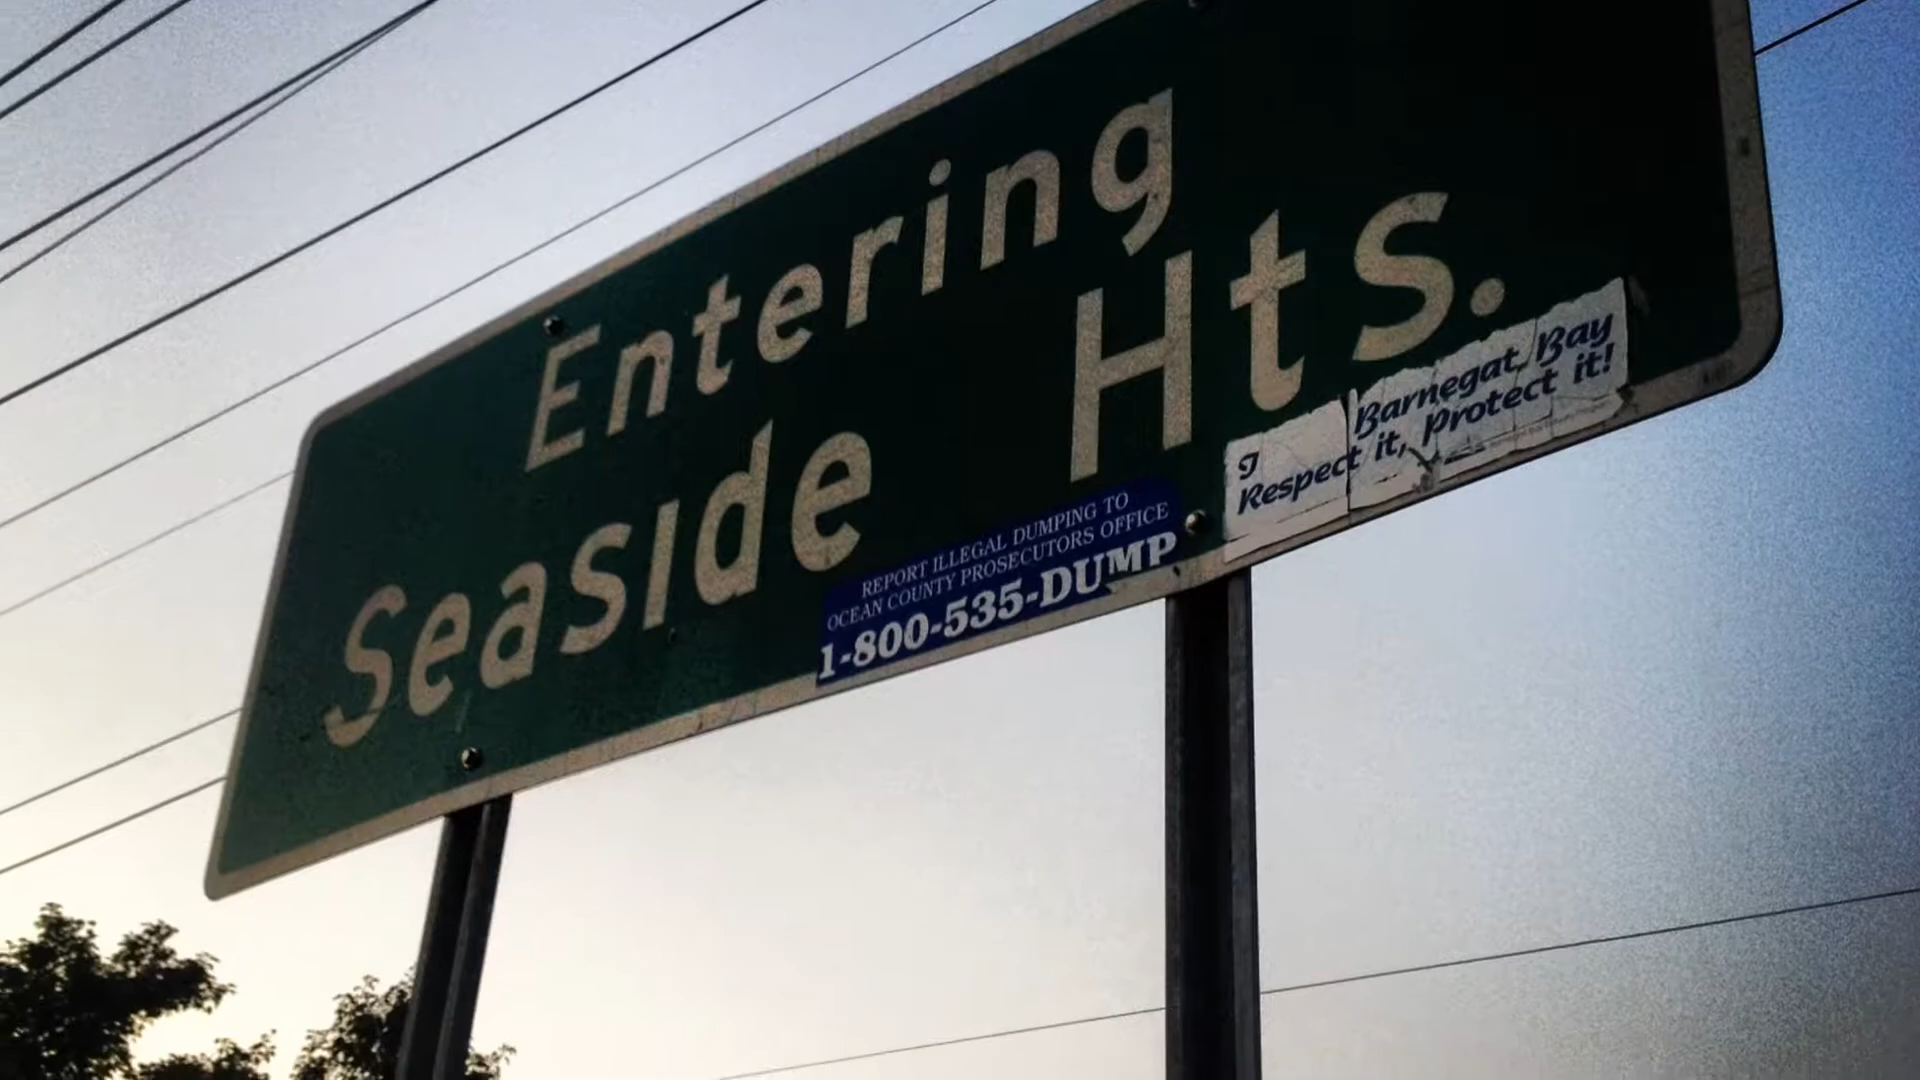 Entering
Seaside Hts.
REPORT ILLEGAL DUMPING TO
OCEAN COUNTY PROSECUTORS OFFICE
1-800-535-DUMP
I Barnegat Bay
Respect it, Protect it!